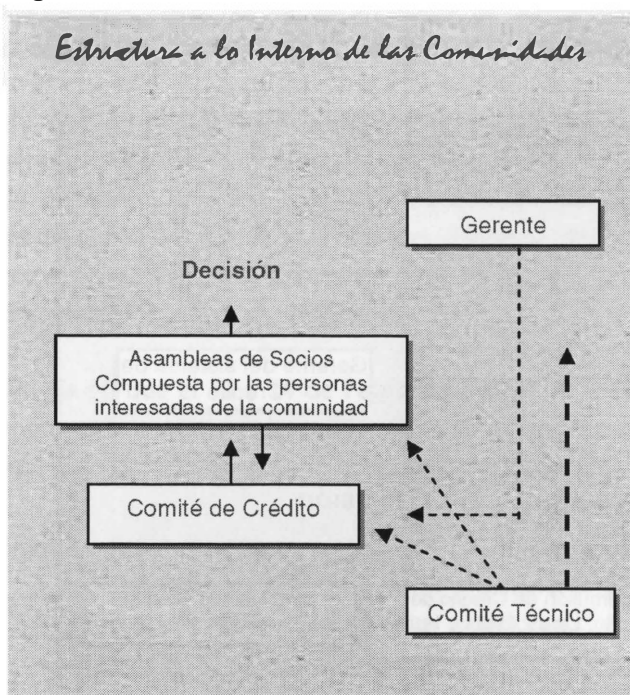 Estructura a lo Interno de las Comunidades
Gerente
Decisión
Asambleas de Socios
Compuesta por las personas
interesadas de la comunidad
Comité de Crédito
Comité Técnico